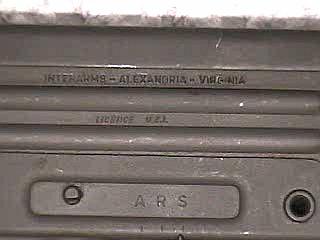 INTERARMS - ALEXANDRIA - VIRGINIA
LICENCE
A R S